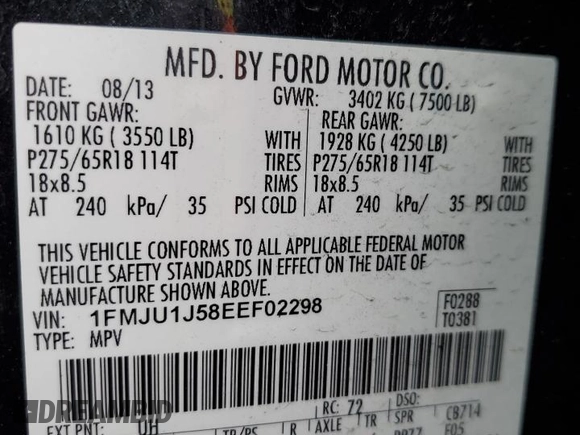 MFD. BY FORD MOTOR CO.
DATE: 08/13 GVWR: 3402 KG ( 7500 LB)
FRONT GAWR: REAR GAWR:
1610 KG ( 3550 LB) WITH 1928 KG ( 4250 LB) WITH
P275/65R18 114T TIRES P275/65R18 114T TIRES
18x8.5 RIMS 18x8.5 RIMS
AT 240 kPa/ 35 PSI COLD AT 240 kPa/ 35 PSI COLD
THIS VEHICLE CONFORMS TO ALL APPLICABLE FEDERAL MOTOR
VEHICLE SAFETY STANDARDS IN EFFECT ON THE DATE OF
MANUFACTURE SHOWN ABOVE.
VIN: 1FMJU1J58EEF02298 F0288
TYPE: MPV T0381
RC: 72 DSO:
EXT PNT: UH TP/PS R AXLE TR SPR CB714
E05
DREAMBID